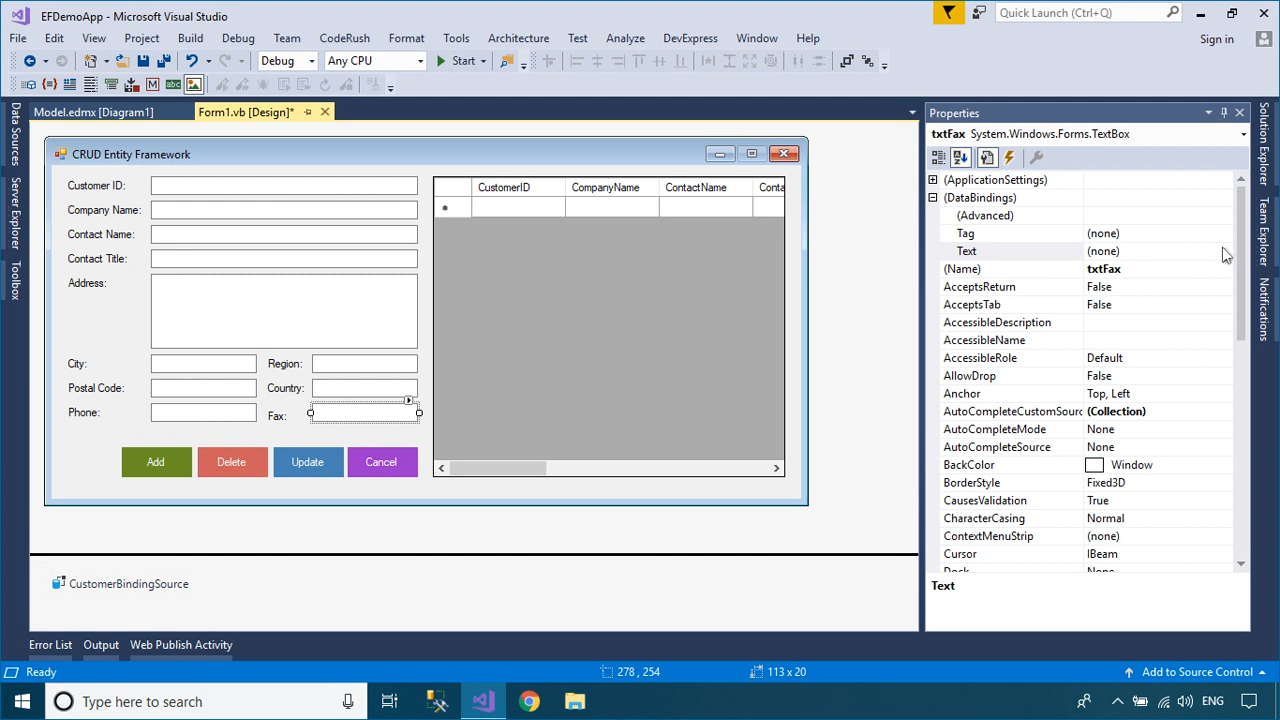 EFDemoApp - Microsoft Visual Studio
Quick Launch (Ctrl+Q)
File Edit View Project Build Debug Team CodeRush Format Tools Architecture Test Analyze DevExpress Window Help
Sign in
Debug Any CPU Start
Model.edmx [Diagram1] Form1.vb [Design]*
Data Sources
Server Explorer
Toolbox
CRUD Entity Framework
Customer ID:
Company Name:
Contact Name:
Contact Title:
Address:
City: Region:
Postal Code: Country:
Phone: Fax:
Add Delete Update Cancel
CustomerID CompanyName ContactName Conta
CustomerBindingSource
Properties
txtFax System.Windows.Forms.TextBox
(ApplicationSettings)
(DataBindings)
(Advanced)
Tag (none)
Text (none)
(Name) txtFax
AcceptsReturn False
AcceptsTab False
AccessibleDescription
AccessibleName
AccessibleRole Default
AllowDrop False
Anchor Top, Left
AutoCompleteCustomSourc (Collection)
AutoCompleteMode None
AutoCompleteSource None
BackColor Window
BorderStyle Fixed3D
CausesValidation True
CharacterCasing Normal
ContextMenuStrip (none)
Cursor IBeam
Dock None
Text
Solution Explorer
Team Explorer
Notifications
Error List Output Web Publish Activity
Ready 278 , 254 113 x 20 Add to Source Control
Type here to search
ENG